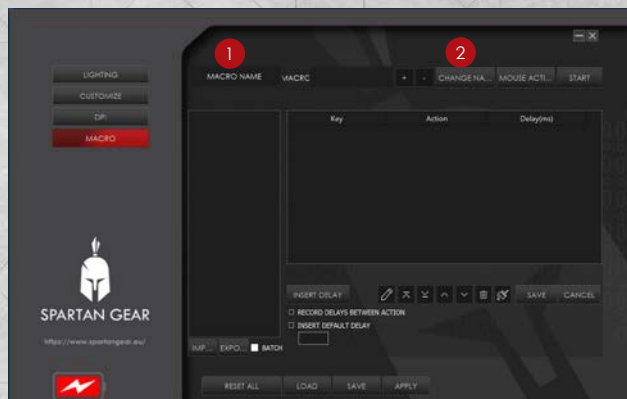 1
2
LIGHTING
CUSTOMIZE
DPI
MACRO
MACRO NAME
MACRC
+
-
CHANGE NA...
MOUSE ACTI...
START
Key Action Delay(ms)
INSERT DELAY
SAVE CANCEL
RECORD DELAYS BETWEEN ACTION
INSERT DEFAULT DELAY
IMP... EXPO... BATCH
SPARTAN GEAR
https://www.spartangear.eu/
RESET ALL LOAD SAVE APPLY